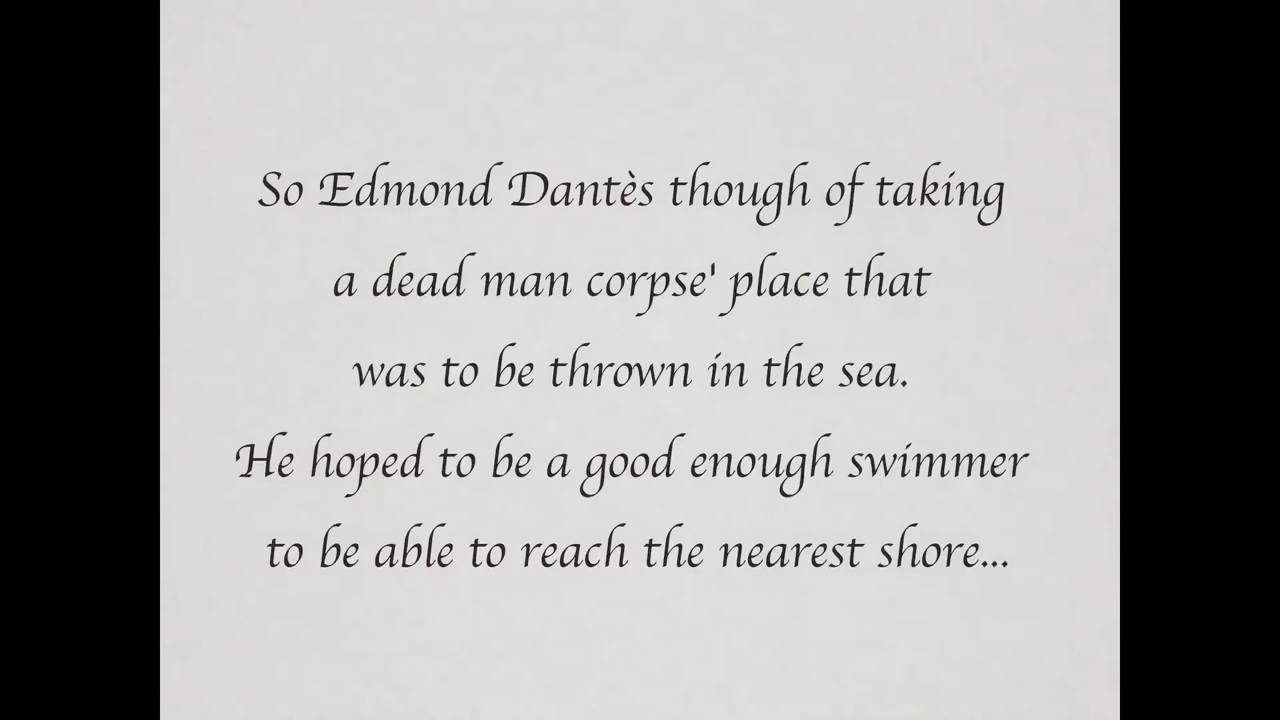 So Edmond Dantès though of taking
a dead man corpse' place that
was to be thrown in the sea.
He hoped to be a good enough swimmer
to be able to reach the nearest shore...